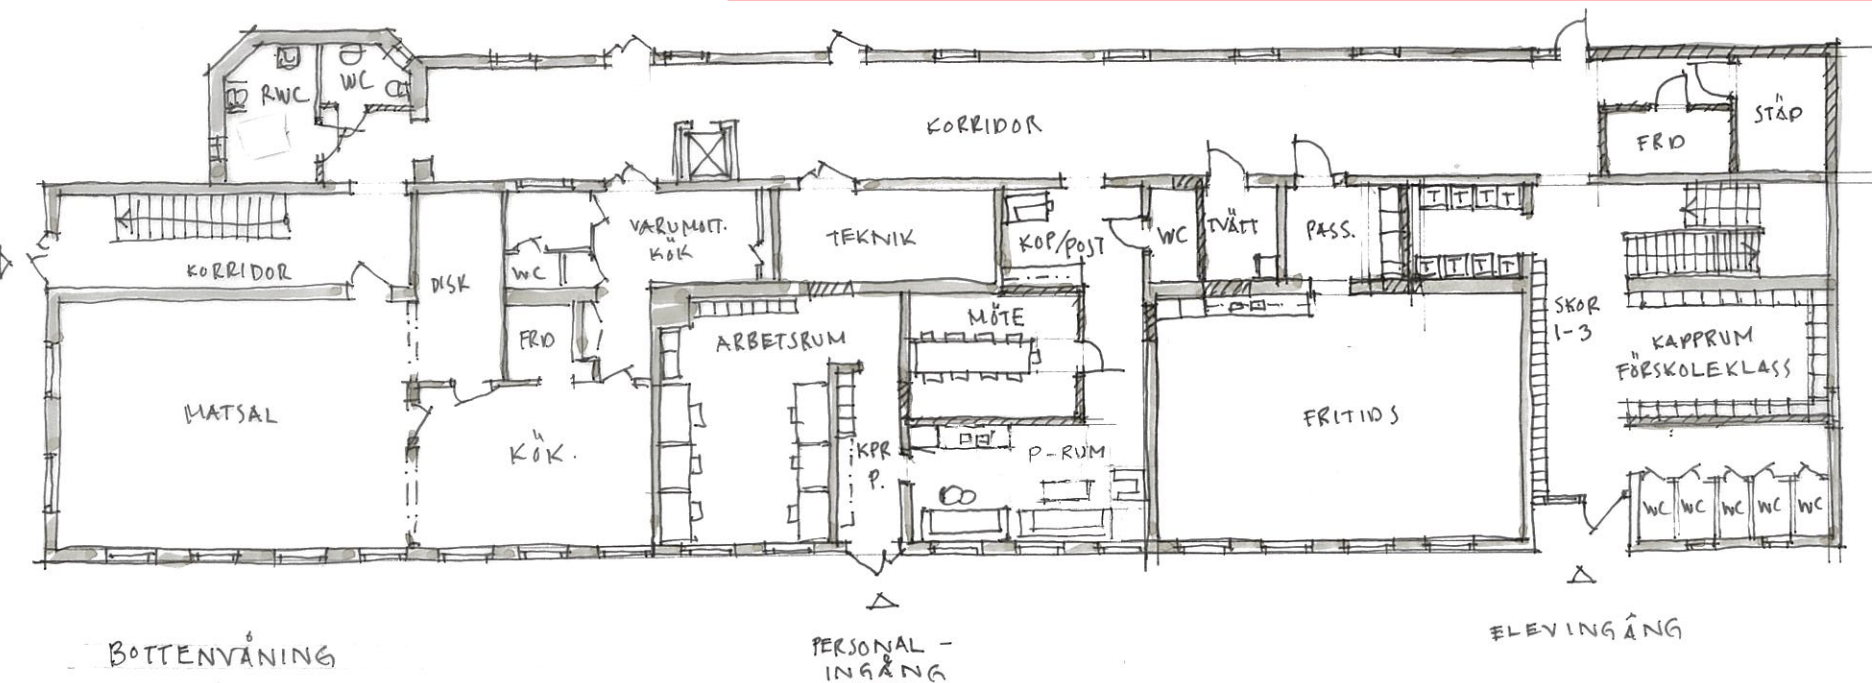 RWC
WC
KORRIDOR
FRD
STÄD
KORRIDOR
DISK
WC
VARUMOTT.
KÖK
TEKNIK
KOP/POST
WC
TVÄTT
PASS.
T T T T
T T T T
FRD
ARBETSRUM
MÖTE
SKOR
1-3
KAPPRUM
FÖRSKOLEKLASS
MATSAL
KÖK.
KPR
P.
P-RUM
FRITIDS
WC WC WC WC WC
BOTTENVÅNING
PERSONAL-
INGÅNG
ELEVINGÅNG